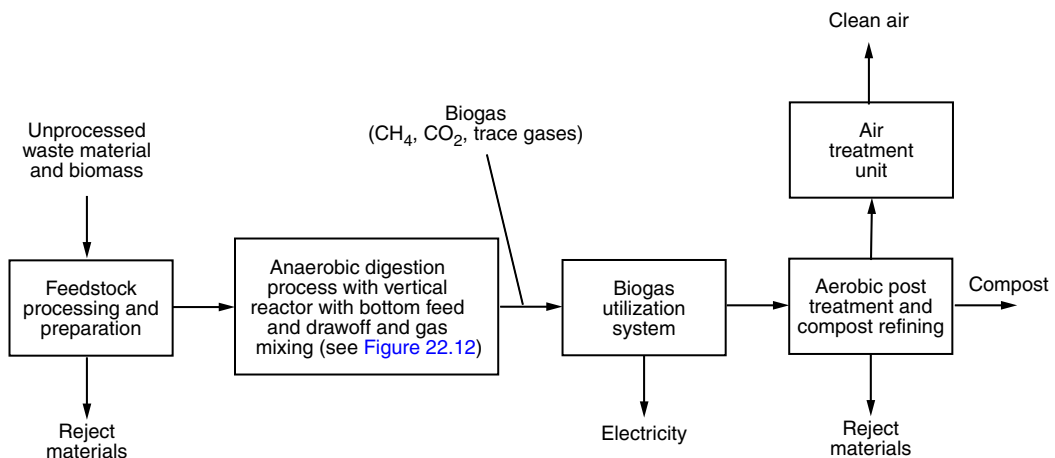 Clean air
Unprocessed
waste material
and biomass
Biogas
(CH4, CO2, trace gases)
Air
treatment
unit
Feedstock
processing and
preparation
Anaerobic digestion
process with vertical
reactor with bottom feed
and drawoff and gas
mixing (see Figure 22.12)
Biogas
utilization
system
Aerobic post
treatment and
compost refining
Compost
Reject
materials
Electricity
Reject
materials